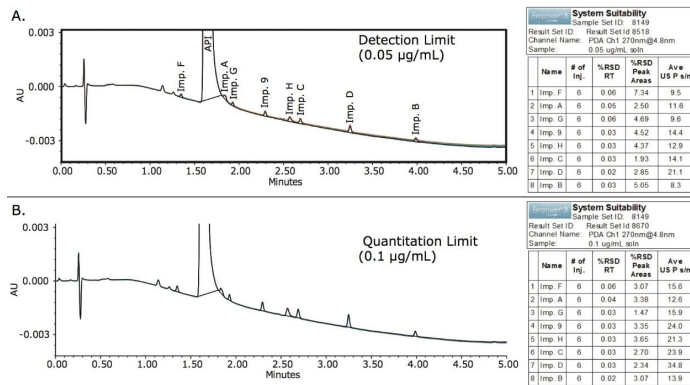 A.
0.003
0.000
-0.003
AU
Imp. F
API
Imp. A
Imp. G
Imp. 9
Imp. H
Imp. C
Imp. D
Imp. B
Detection Limit
(0.05 µg/mL)
0.00 0.50 1.00 1.50 2.00 2.50 3.00 3.50 4.00 4.50 5.00
Minutes
System Suitability
Sample Set ID: 8149
Result Set ID: Result Set Id 8518
Channel Name: PDA Ch1 270nm@4.8n
Sample: 0.05 ug/mL soln
Name # of Inj. %RSD RT %RSD Peak Areas Ave US P s/n
1 Imp. F 6 0.06 7.34 9.5
2 Imp. A 6 0.05 2.50 11.6
3 Imp. G 6 0.06 4.69 9.6
4 Imp. 9 6 0.03 4.52 14.4
5 Imp. H 6 0.03 4.37 12.9
6 Imp. C 6 0.03 1.93 14.1
7 Imp. D 6 0.02 2.85 21.1
8 Imp. B 6 0.03 5.05 8.3
B.
0.003
0.000
-0.003
AU
Quantitation Limit
(0.1 µg/mL)
0.00 0.50 1.00 1.50 2.00 2.50 3.00 3.50 4.00 4.50 5.00
Minutes
System Suitability
Sample Set ID: 8149
Result Set ID: Result Set Id 8670
Channel Name: PDA Ch1 270nm@4.8nm
Sample: 0.1 ug/mL soln
Name # of Inj. %RSD RT %RSD Peak Areas Ave US P s/n
1 Imp. F 6 0.06 3.07 15.6
2 Imp. A 6 0.04 3.38 12.6
3 Imp. G 6 0.03 1.47 15.9
4 Imp. 9 6 0.03 3.35 24.0
5 Imp. H 6 0.03 3.65 21.3
6 Imp. C 6 0.03 2.70 23.9
7 Imp. D 6 0.03 2.34 34.8
8 Imp. B 6 0.02 3.07 13.9